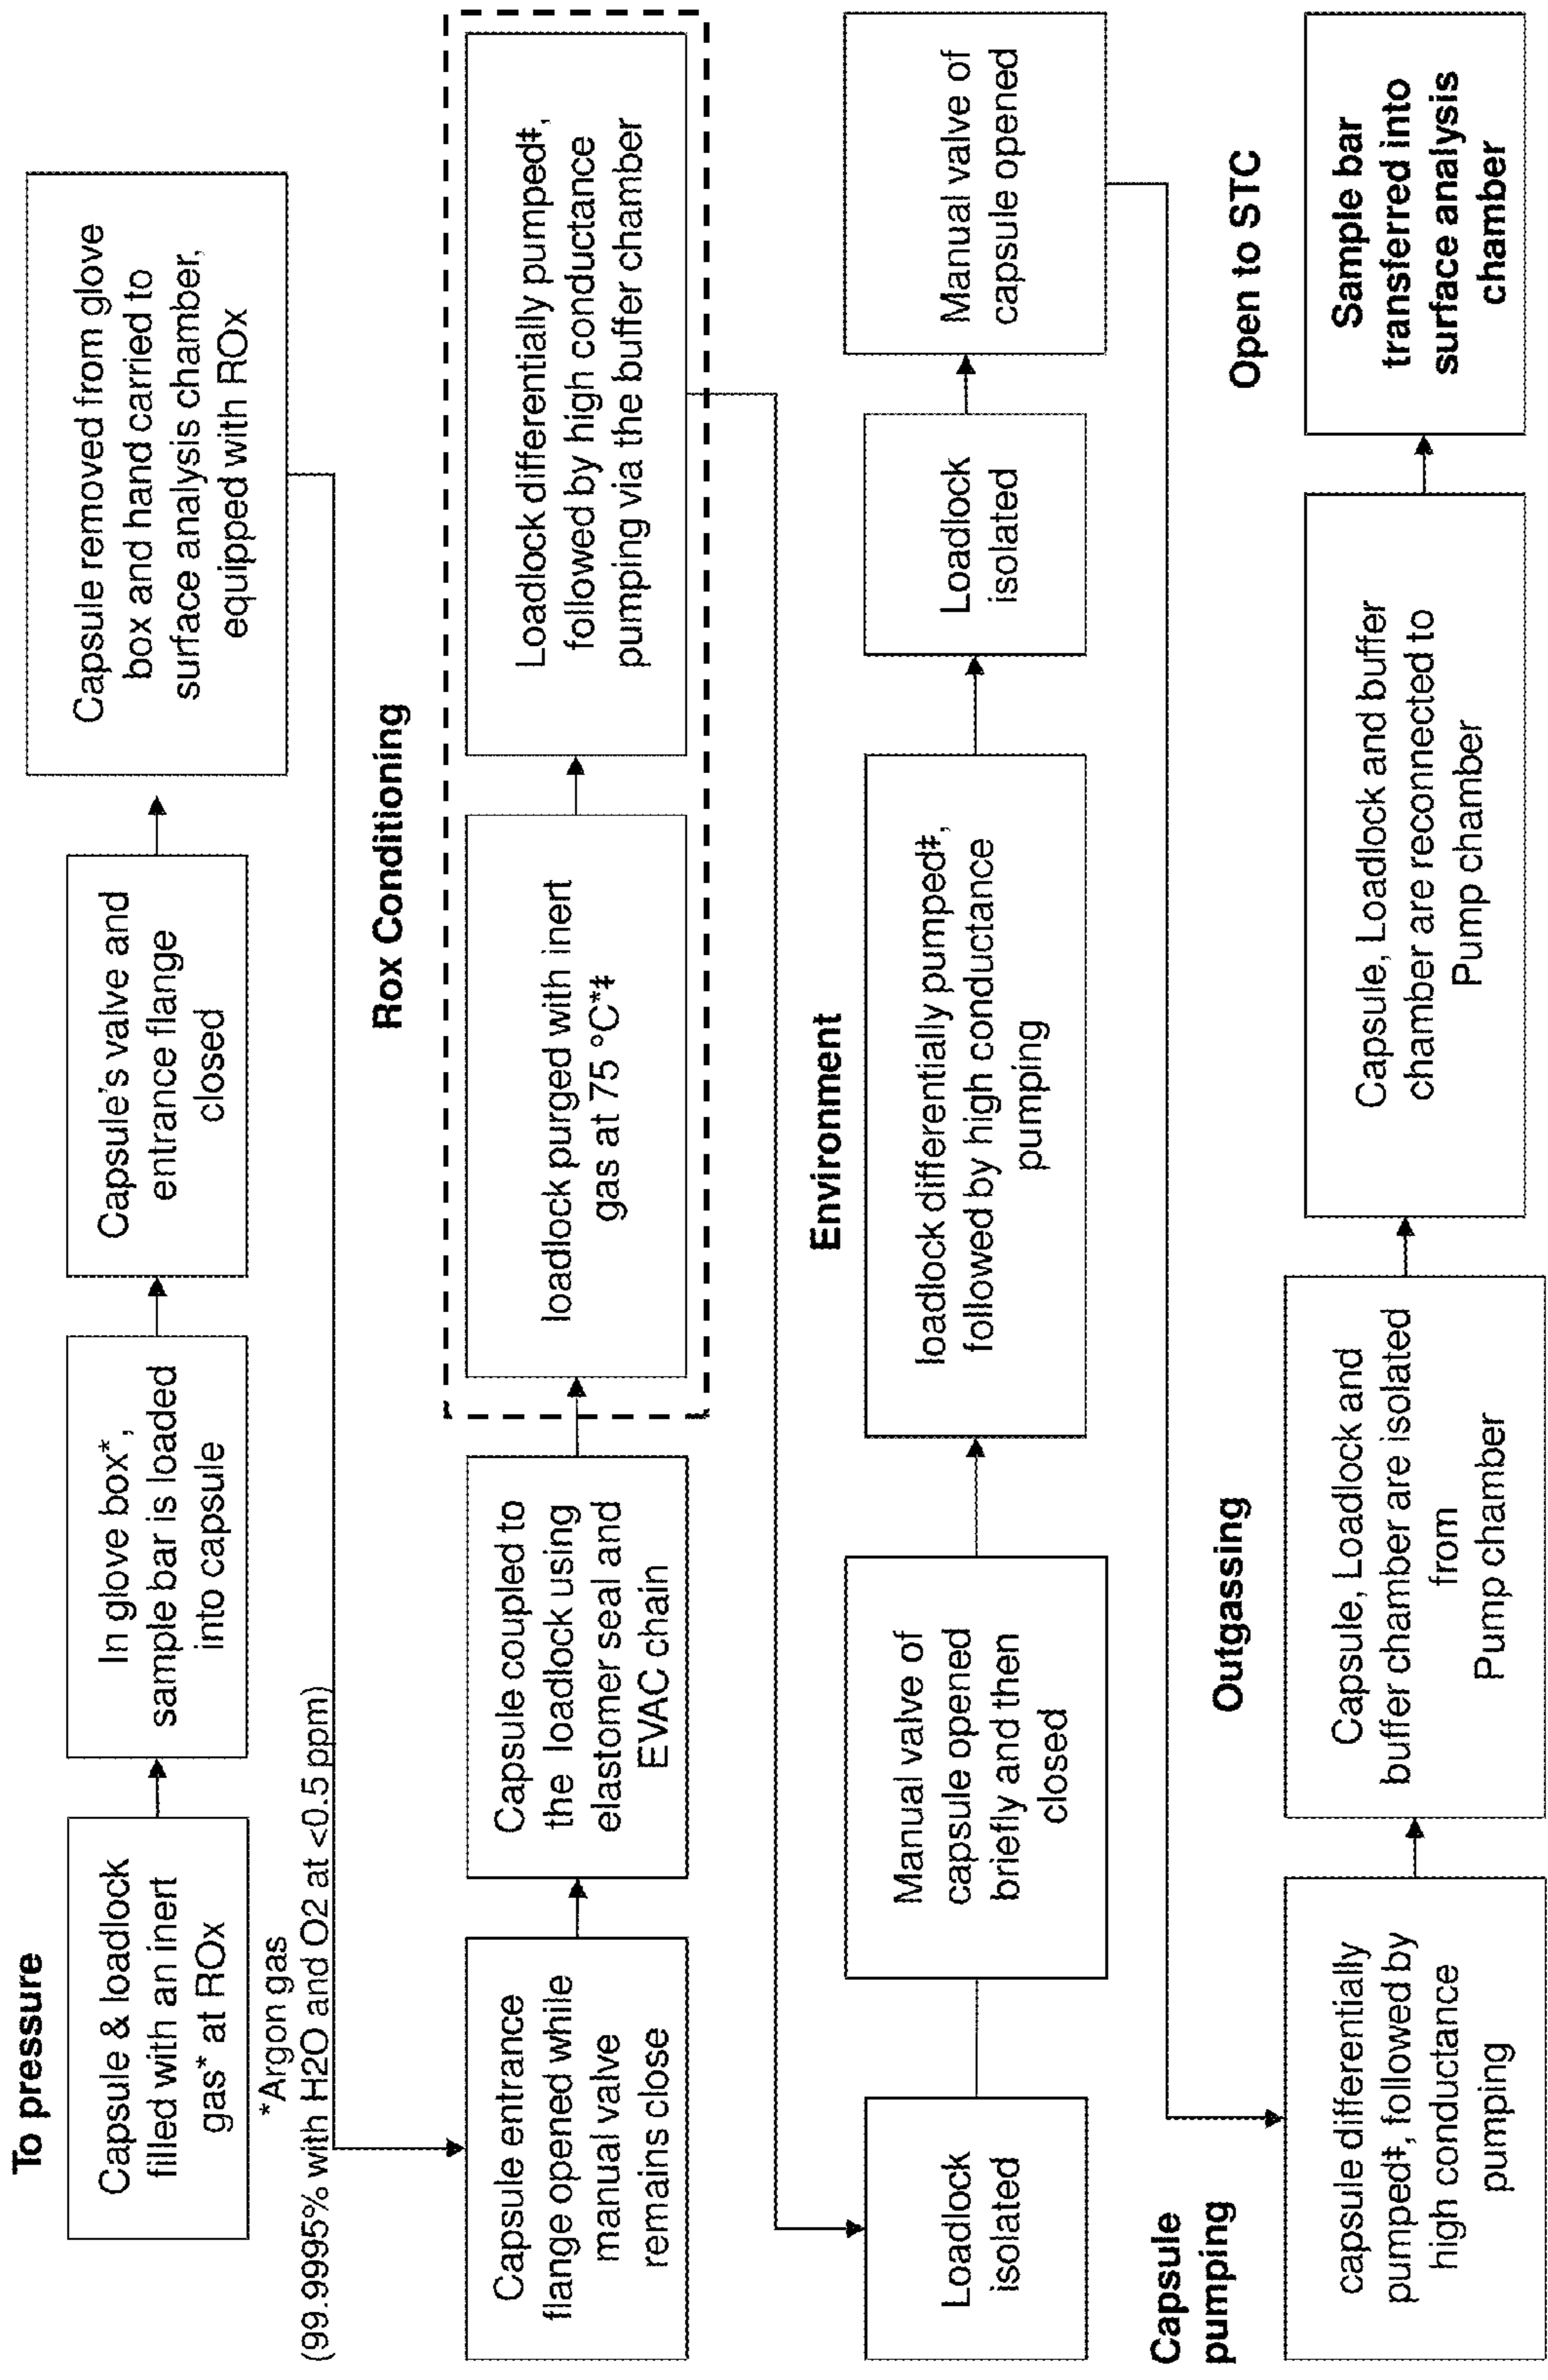 To pressure
Capsule & loadlock
filled with an inert
gas* at ROx
In glove box*,
sample bar is loaded
into capsule
Capsule's valve and
entrance flange
closed
Capsule removed from glove
box and hand carried to
surface analysis chamber,
equipped with ROx
*Argon gas
(99.9995% with H2O and O2 at <0.5 ppm)
Rox Conditioning
Capsule entrance
flange opened while
manual valve
remains close
Capsule coupled to
the loadlock using
elastomer seal and
EVAC chain
loadlock purged with inert
gas at 75 °C*‡
Loadlock differentially pumped‡,
followed by high conductance
pumping via the buffer chamber
Environment
Loadlock
isolated
Manual valve of
capsule opened
briefly and then
closed
loadlock differentially pumped‡,
followed by high conductance
pumping
Loadlock
isolated
Manual valve of
capsule opened
Capsule
pumping
Outgassing
Open to STC
capsule differentially
pumped‡, followed by
high conductance
pumping
Capsule, Loadlock and
buffer chamber are isolated
from
Pump chamber
Capsule, Loadlock and buffer
chamber are reconnected to
Pump chamber
Sample bar
transferred into
surface analysis
chamber